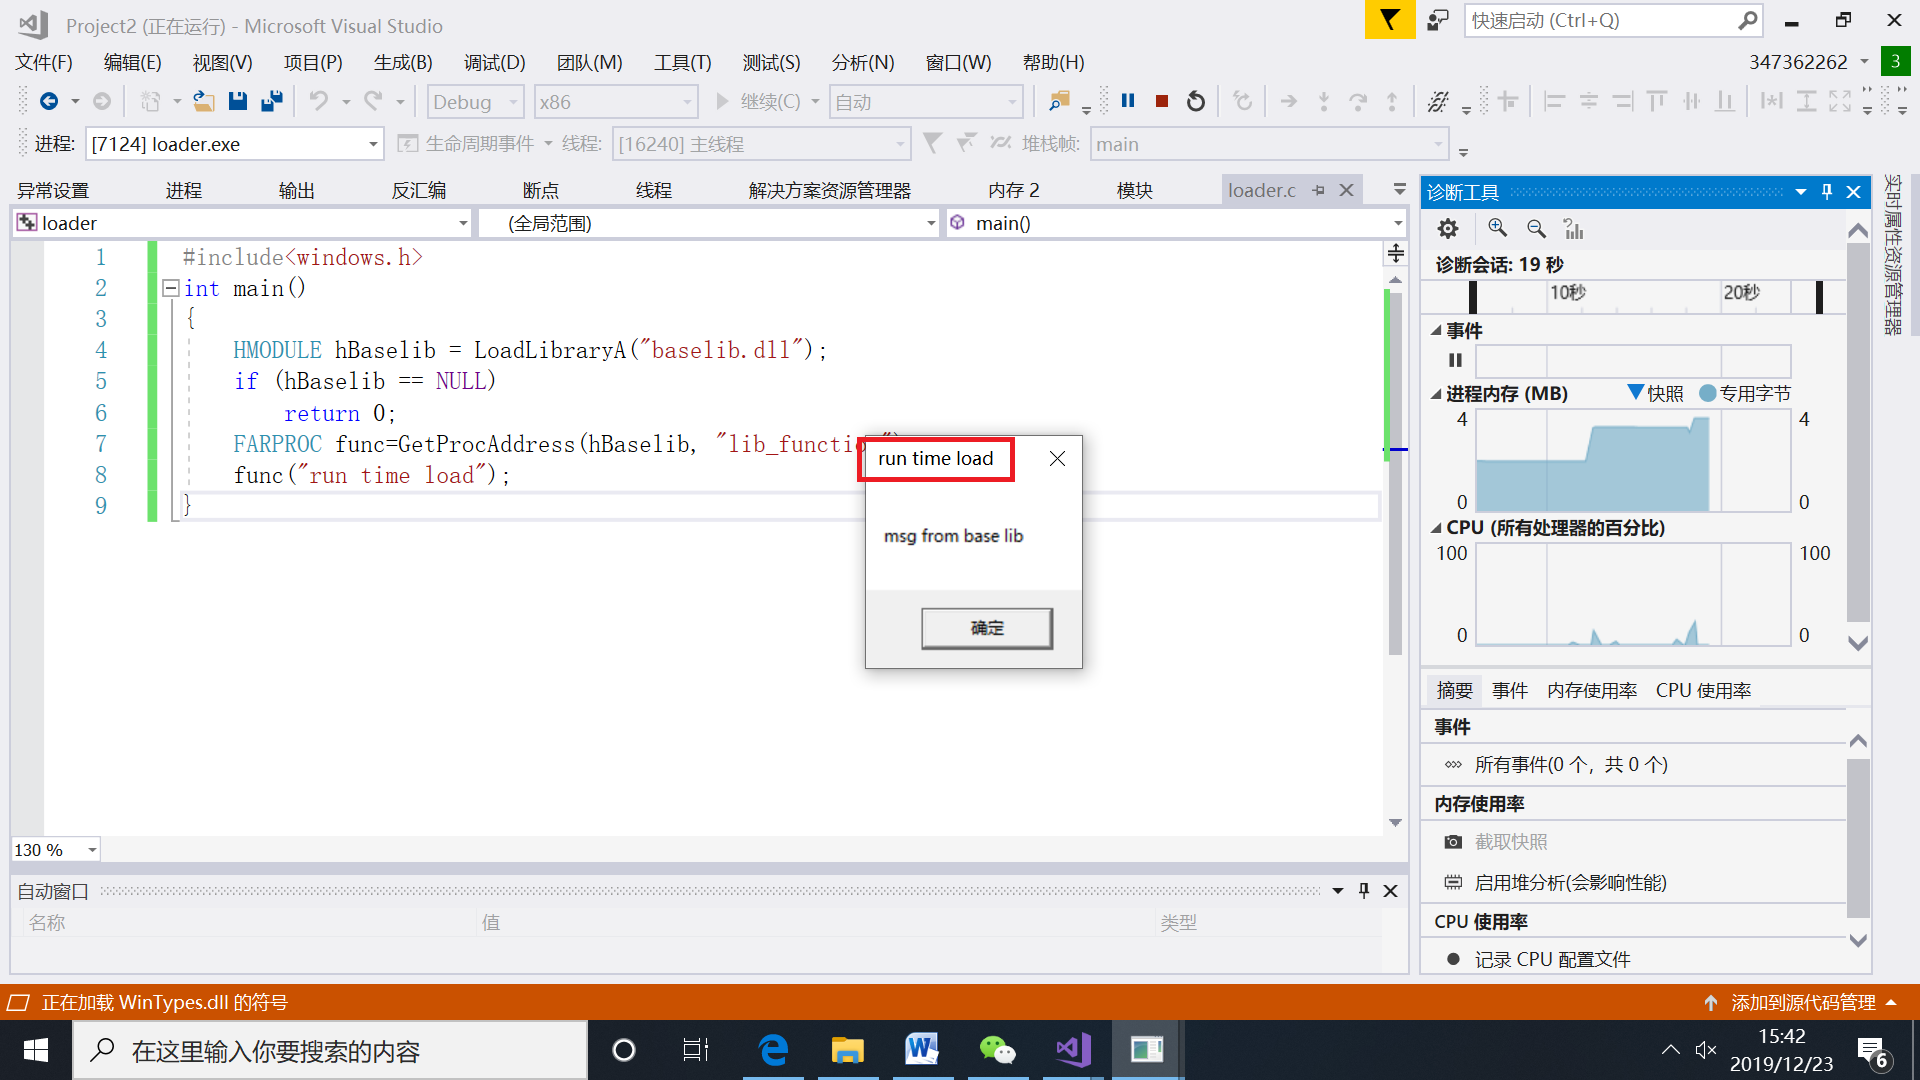 Project2 (正在运行) - Microsoft Visual Studio
快速启动 (Ctrl+Q)
文件(F) 编辑(E) 视图(V) 项目(P) 生成(B) 调试(D) 团队(M) 工具(T) 测试(S) 分析(N) 窗口(W) 帮助(H)
347362262 3
Debug x86 继续(C) 自动
进程: [7124] loader.exe 生命周期事件 线程: [16240] 主线程 堆栈帧: main
异常设置 进程 输出 反汇编 断点 线程 解决方案资源管理器 内存 2 模块 loader.c
loader (全局范围) main()
1 #include<windows.h>
2 int main()
3 {
4 HMODULE hBaselib = LoadLibraryA("baselib.dll");
5 if (hBaselib == NULL)
6 return 0;
7 FARPROC func=GetProcAddress(hBaselib, "lib_functio
8 func("run time load");
9 }
run time load
msg from base lib
确定
130 %
自动窗口
名称 值 类型
诊断工具
诊断会话: 19 秒
10秒 20秒
事件
进程内存 (MB) 快照 专用字节
4 4
0 0
CPU (所有处理器的百分比)
100 100
0 0
摘要 事件 内存使用率 CPU 使用率
事件
所有事件(0 个，共 0 个)
内存使用率
截取快照
启用堆分析(会影响性能)
CPU 使用率
记录 CPU 配置文件
实时属性资源管理器
正在加载 WinTypes.dll 的符号
添加到源代码管理
在这里输入你要搜索的内容
15:42
2019/12/23
6